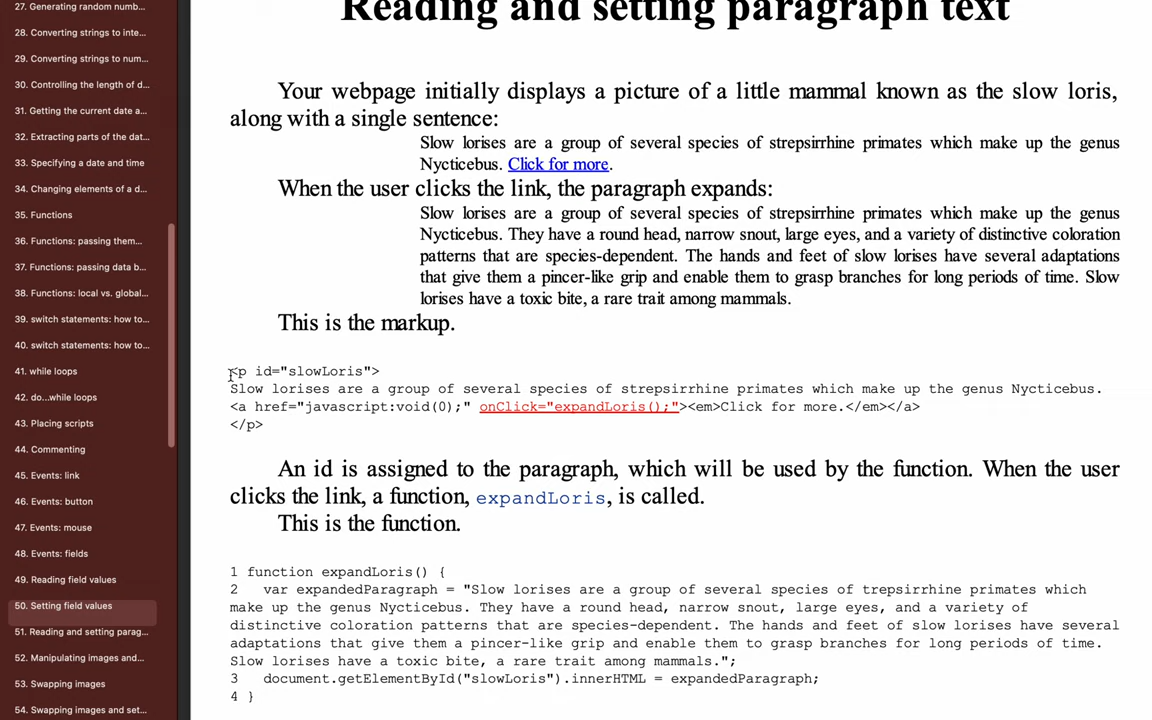 27. Generating random numb...
28. Converting strings to inte...
29. Converting strings to num...
30. Controlling the length of d...
31. Getting the current date a...
32. Extracting parts of the dat...
33. Specifying a date and time
34. Changing elements of a d...
35. Functions
36. Functions: passing them...
37. Functions: passing data b...
38. Functions: local vs. global...
39. switch statements: how to...
40. switch statements: how to...
41. while loops
42. do...while loops
43. Placing scripts
44. Commenting
45. Events: link
46. Events: button
47. Events: mouse
48. Events: fields
49. Reading field values
50. Setting field values
51. Reading and setting parag...
52. Manipulating images and...
53. Swapping images
54. Swapping images and set...
Reading and setting paragraph text
Your webpage initially displays a picture of a little mammal known as the slow loris,
along with a single sentence:
Slow lorises are a group of several species of strepsirrhine primates which make up the genus
Nycticebus. Click for more.
When the user clicks the link, the paragraph expands:
Slow lorises are a group of several species of strepsirrhine primates which make up the genus
Nycticebus. They have a round head, narrow snout, large eyes, and a variety of distinctive coloration
patterns that are species-dependent. The hands and feet of slow lorises have several adaptations
that give them a pincer-like grip and enable them to grasp branches for long periods of time. Slow
lorises have a toxic bite, a rare trait among mammals.
This is the markup.
<p id="slowLoris">
Slow lorises are a group of several species of strepsirrhine primates which make up the genus Nycticebus.
<a href="javascript:void(0);" onClick="expandLoris();"><em>Click for more.</em></a>
</p>
An id is assigned to the paragraph, which will be used by the function. When the user
clicks the link, a function, expandLoris, is called.
This is the function.
1 function expandLoris() {
2   var expandedParagraph = "Slow lorises are a group of several species of trepsirrhine primates which
make up the genus Nycticebus. They have a round head, narrow snout, large eyes, and a variety of
distinctive coloration patterns that are species-dependent. The hands and feet of slow lorises have several
adaptations that give them a pincer-like grip and enable them to grasp branches for long periods of time.
Slow lorises have a toxic bite, a rare trait among mammals.";
3   document.getElementById("slowLoris").innerHTML = expandedParagraph;
4 }